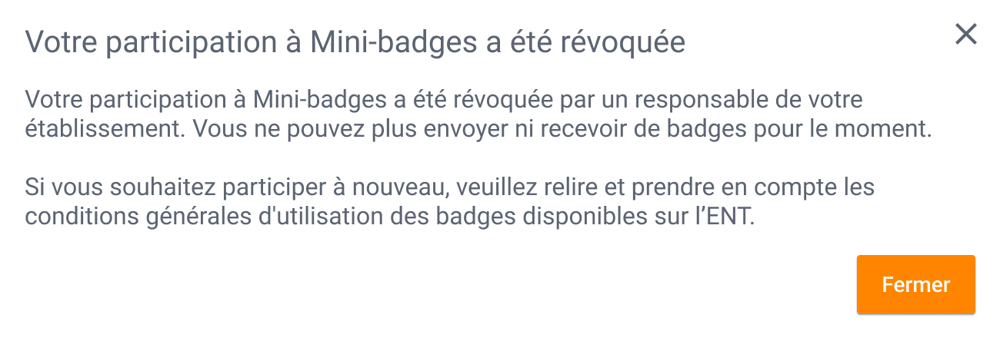 Votre participation à Mini-badges a été révoquée
Votre participation à Mini-badges a été révoquée par un responsable de votre
établissement. Vous ne pouvez plus envoyer ni recevoir de badges pour le moment.
Si vous souhaitez participer à nouveau, veuillez relire et prendre en compte les
conditions générales d'utilisation des badges disponibles sur l’ENT.
Fermer